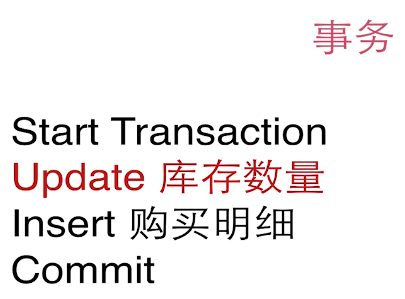 事务
Start Transaction
Update 库存数量
Insert 购买明细
Commit